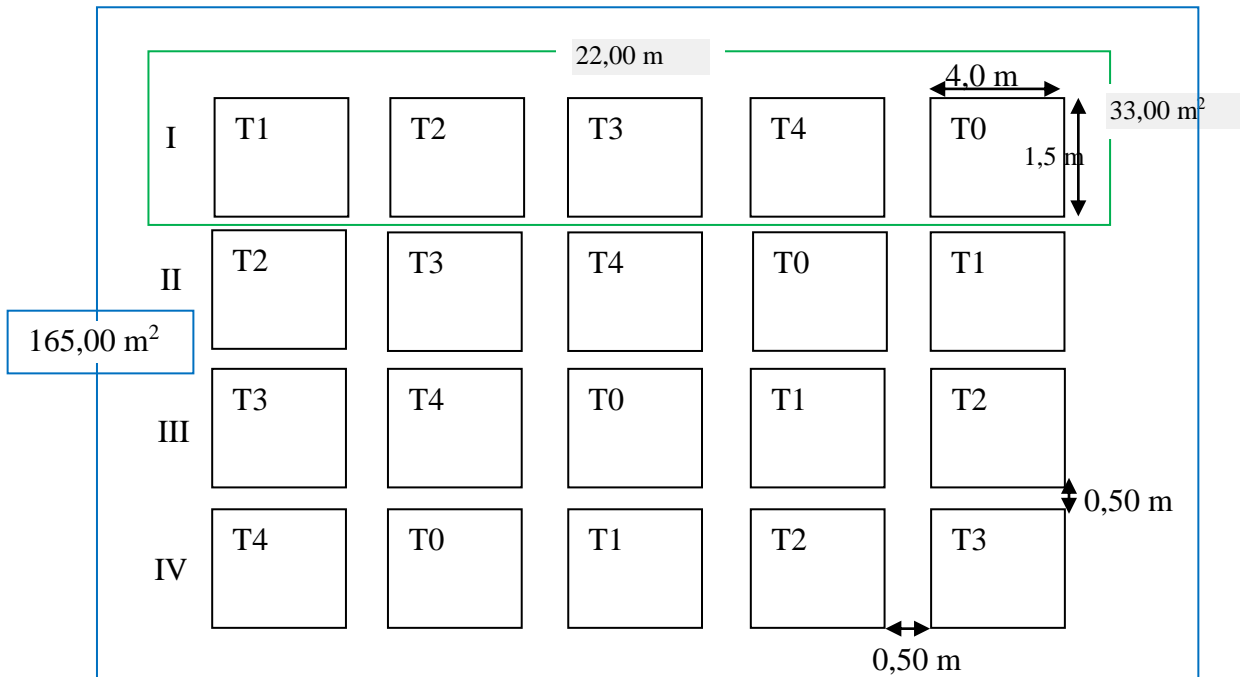 22,00 m
4,0 m
33,00 m²
I T1 T2 T3 T4 T0
1,5 m
II T2 T3 T4 T0 T1
165,00 m²
III T3 T4 T0 T1 T2
0,50 m
IV T4 T0 T1 T2 T3
0,50 m